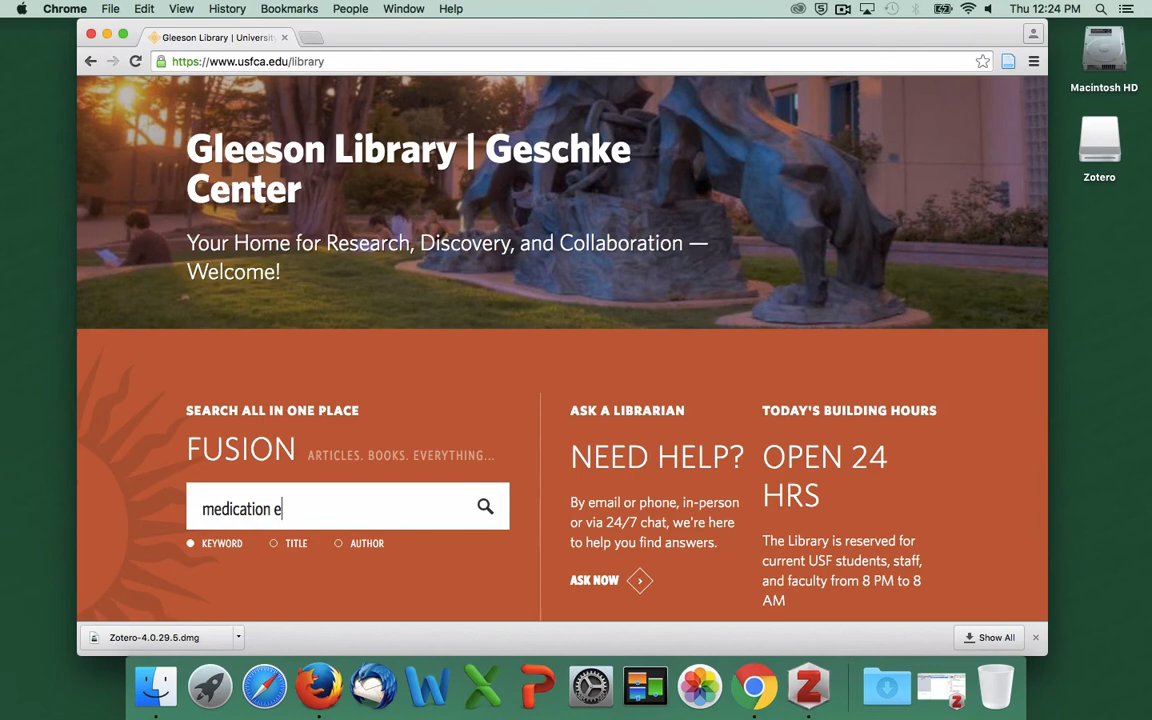 Chrome File Edit View History Bookmarks People Window Help Thu 12:24 PM
Gleeson Library | Universit
https://www.usfca.edu/library
Macintosh HD
Zotero
Gleeson Library | Geschke
Center
Your Home for Research, Discovery, and Collaboration —
Welcome!
SEARCH ALL IN ONE PLACE
FUSION ARTICLES. BOOKS. EVERYTHING...
medication e
KEYWORD TITLE AUTHOR
ASK A LIBRARIAN
NEED HELP?
By email or phone, in-person
or via 24/7 chat, we're here
to help you find answers.
ASK NOW
TODAY'S BUILDING HOURS
OPEN 24
HRS
The Library is reserved for
current USF students, staff,
and faculty from 8 PM to 8
AM
Zotero-4.0.29.5.dmg
Show All